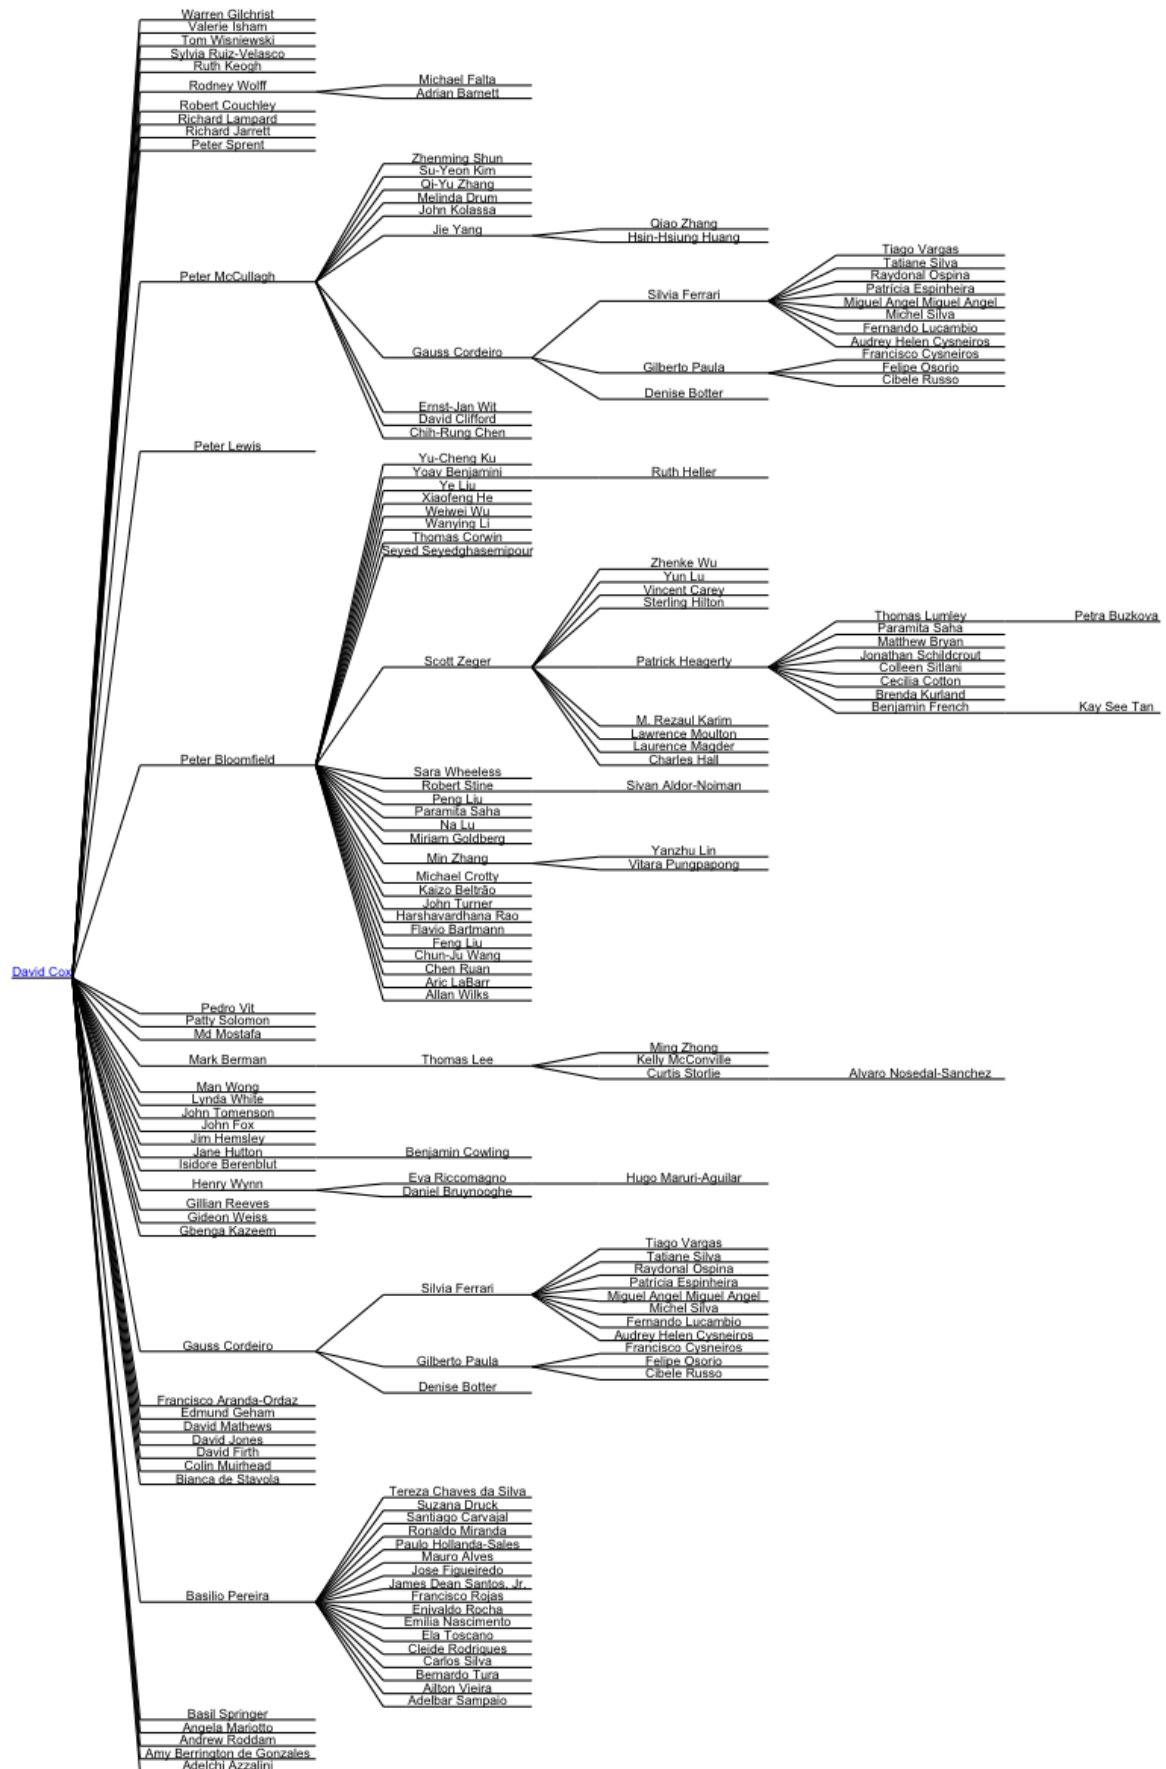 Warren Gilchrist
Valerie Isham
Tom Wisniewski
Sylvia Ruiz-Velasco
Ruth Keogh
Rodney Wolff
Michael Falta
Adrian Barnett
Robert Couchley
Richard Lampard
Richard Jarrett
Peter Sprent
Zhenming Shun
Su-Yeon Kim
Qi-Yu Zhang
Melinda Drum
John Kolassa
Jie Yang
Qiao Zhang
Hsin-Hsiung Huang
Peter McCullagh
Tiago Vargas
Tatiane Silva
Raydonal Ospina
Patrícia Espinheira
Silvia Ferrari
Miguel Angel Miguel Angel
Michel Silva
Fernando Lucambio
Audrey Helen Cysneiros
Gauss Cordeiro
Francisco Cysneiros
Gilberto Paula
Felipe Osorio
Cibele Russo
Denise Botter
Ernst-Jan Wit
David Clifford
Chih-Rung Chen
Peter Lewis
Yu-Cheng Ku
Yoav Benjamini
Ruth Heller
Ye Liu
Xiaofeng He
Weiwei Wu
Wanying Li
Thomas Corwin
Seyed Seyedghasemipour
Zhenke Wu
Yun Lu
Vincent Carey
Sterling Hilton
Thomas Lumley
Petra Buzkova
Paramita Saha
Matthew Bryan
Jonathan Schildcrout
Scott Zeger
Patrick Heagerty
Colleen Sitlani
Cecilia Cotton
Brenda Kurland
Benjamin French
Kay See Tan
M. Rezaul Karim
Lawrence Moulton
Laurence Magder
Charles Hall
Peter Bloomfield
Sara Wheeless
Robert Stine
Sivan Aldor-Noiman
Peng Liu
Paramita Saha
Na Lu
Miriam Goldberg
Min Zhang
Yanzhu Lin
Vitara Pungpapong
Michael Crotty
Kaizo Beltrão
John Turner
Harshavardhana Rao
Flavio Bartmann
Feng Liu
Chun-Ju Wang
Chen Ruan
Aric LaBarr
Allan Wilks
David Cox
Pedro Vit
Patty Solomon
Md Mostafa
Mark Berman
Thomas Lee
Ming Zhong
Kelly McConville
Curtis Storlie
Alvaro Nosedal-Sanchez
Man Wong
Lynda White
John Tomenson
John Fox
Jim Hemsley
Jane Hutton
Benjamin Cowling
Isidore Berenblut
Henry Wynn
Eva Riccomagno
Hugo Maruri-Aguilar
Daniel Bruynooghe
Gillian Reeves
Gideon Weiss
Gbenga Kazeem
Tiago Vargas
Tatiane Silva
Raydonal Ospina
Patrícia Espinheira
Silvia Ferrari
Miguel Angel Miguel Angel
Michel Silva
Fernando Lucambio
Audrey Helen Cysneiros
Gauss Cordeiro
Francisco Cysneiros
Gilberto Paula
Felipe Osorio
Cibele Russo
Denise Botter
Francisco Aranda-Ordaz
Edmund Geham
David Mathews
David Jones
David Firth
Colin Muirhead
Bianca de Stavola
Tereza Chaves da Silva
Suzana Druck
Santiago Carvajal
Ronaldo Miranda
Paulo Hollanda-Sales
Mauro Alves
Jose Figueiredo
James Dean Santos, Jr.
Basilio Pereira
Francisco Rojas
Enivaldo Rocha
Emilia Nascimento
Ela Toscano
Cleide Rodrigues
Carlos Silva
Bernardo Tura
Ailton Vieira
Adelbar Sampaio
Basil Springer
Angela Mariotto
Andrew Roddam
Amy Berrington de Gonzales
Adelchi Azzalini